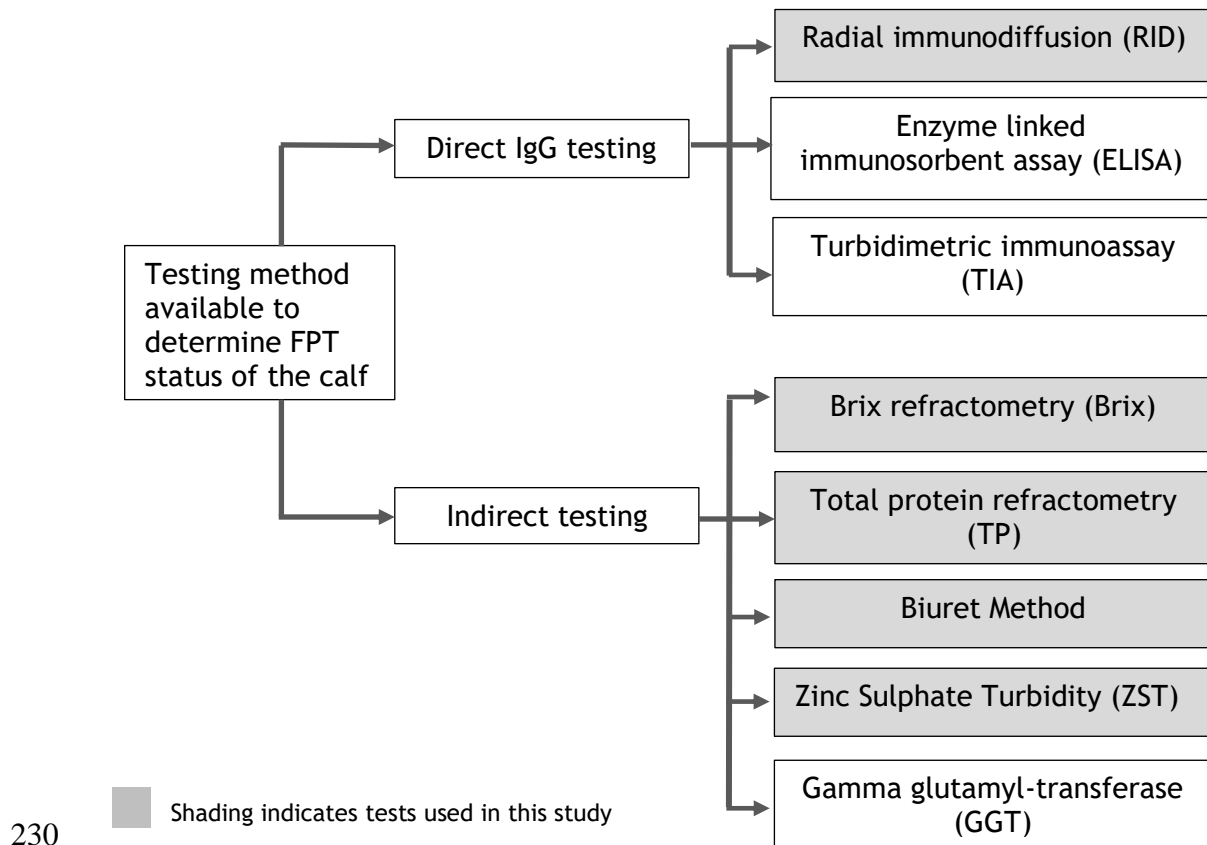 Radial immunodiffusion (RID)
Direct IgG testing
Enzyme linked
immunosorbent assay (ELISA)
Turbidimetric immunoassay
(TIA)
Testing method
available to
determine FPT
status of the calf
Brix refractometry (Brix)
Indirect testing
Total protein refractometry
(TP)
Biuret Method
Zinc Sulphate Turbidity (ZST)
Gamma glutamyl-transferase
(GGT)
Shading indicates tests used in this study
230